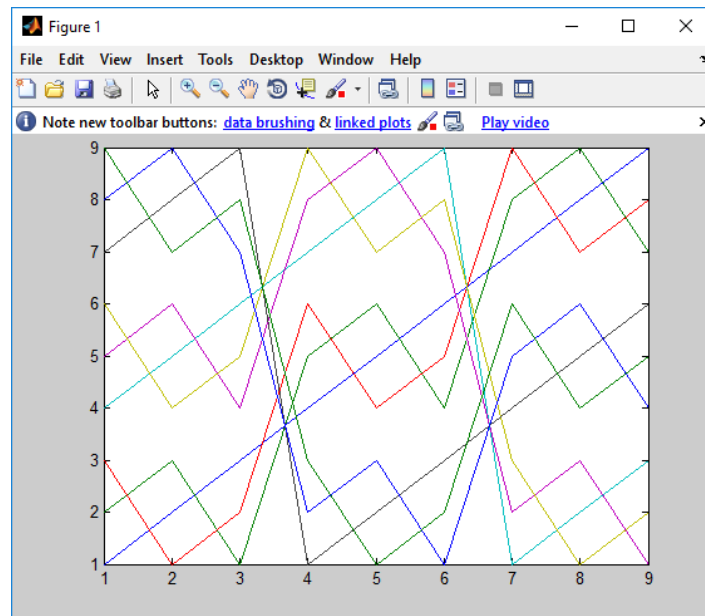 Figure 1
File Edit View Insert Tools Desktop Window Help
Note new toolbar buttons: data brushing & linked plots Play video
9
8
7
6
5
4
3
2
1
1 2 3 4 5 6 7 8 9